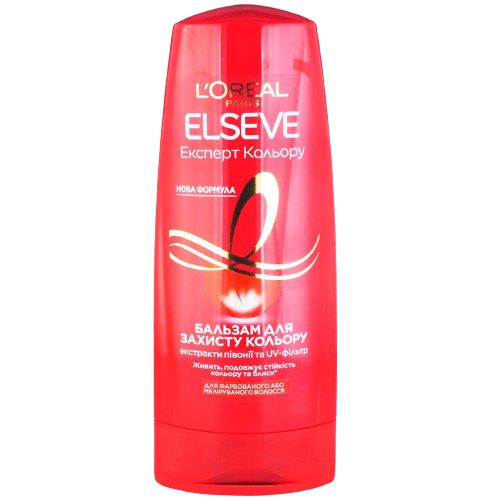 L'ORÉAL
PARIS
ELSEVE
Експерт Кольору
НОВА ФОРМУЛА
БАЛЬЗАМ ДЛЯ
ЗАХИСТУ КОЛЬОРУ
екстракти півонії та UV-фільтр
Живить, подовжує стійкість
кольору та блиск*
ДЛЯ ФАРБОВАНОГО АБО
МЕЛІРУВАНОГО ВОЛОССЯ